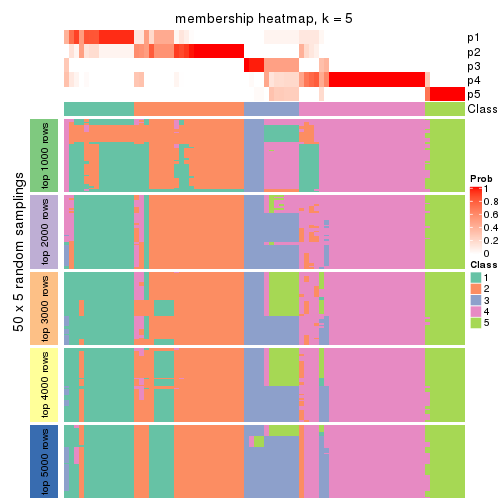 membership heatmap, k = 5
p1
p2
p3
p4
p5
Class
50 x 5 random samplings
top 1000 rows
top 2000 rows
top 3000 rows
top 4000 rows
top 5000 rows
Prob
1
0.8
0.6
0.4
0.2
0
Class
1
2
3
4
5